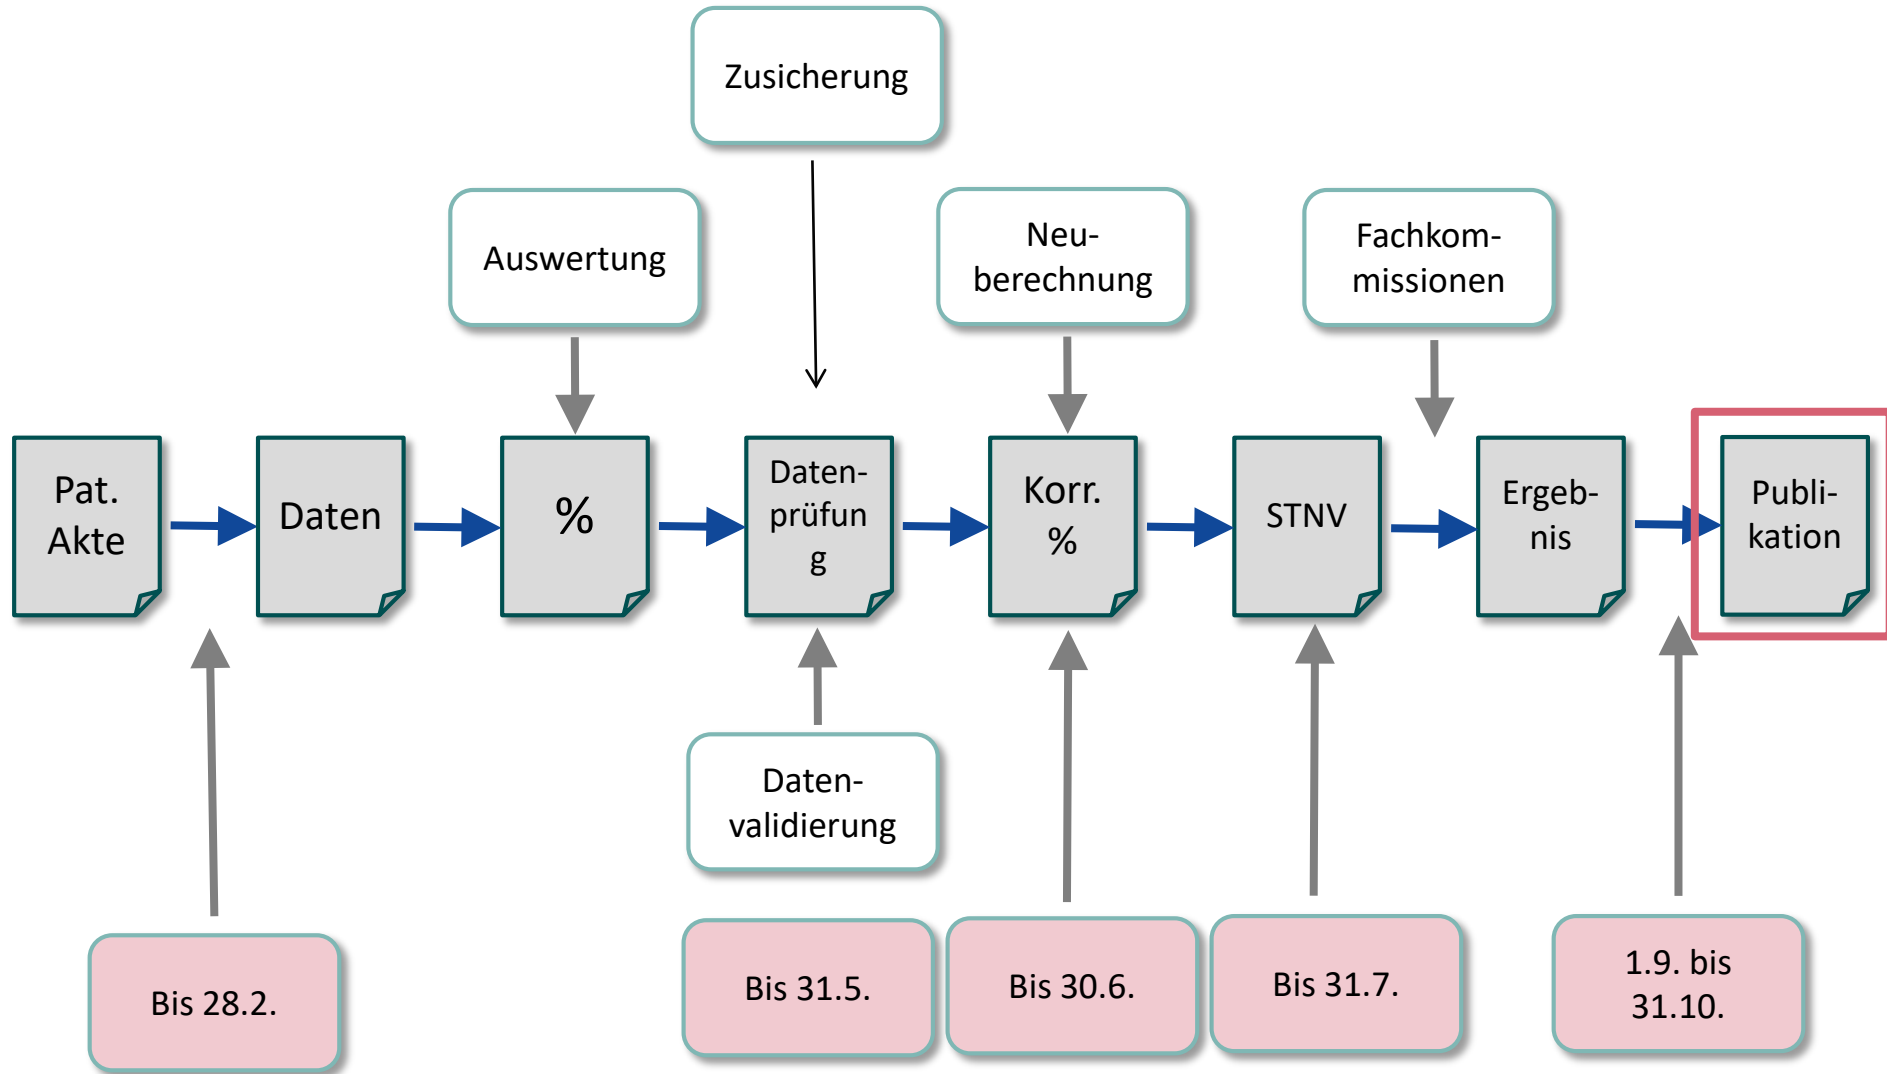 Zusicherung
Auswertung
Neu-
berechnung
Fachkom-
missionen
Pat.
Akte
Daten
%
Daten-
prüfun
g
Korr.
%
STNV
Ergeb-
nis
Publi-
kation
Daten-
validierung
Bis 28.2.
Bis 31.5.
Bis 30.6.
Bis 31.7.
1.9. bis
31.10.